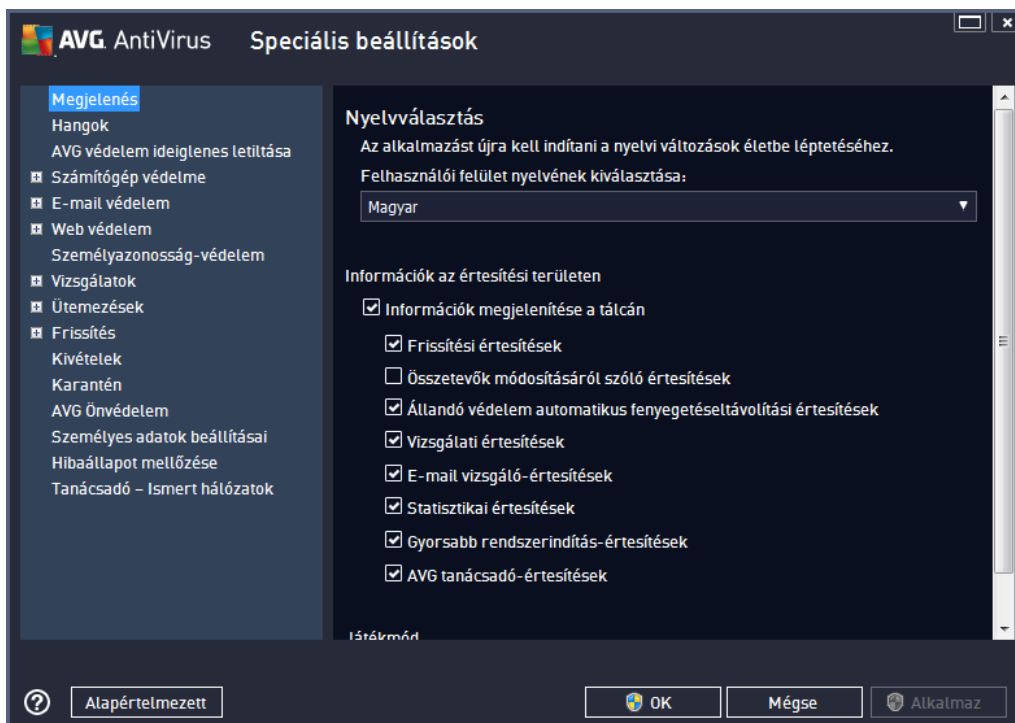 AVG AntiVirus Speciális beállítások
Megjelenés
Hangok
AVG védelem ideiglenes letiltása
Számítógép védelme
E-mail védelem
Web védelem
Személyazonosság-védelem
Vizsgálatok
Ütemezések
Frissítés
Kivételek
Karantén
AVG Önvédelem
Személyes adatok beállításai
Hibaállapot mellőzése
Tanácsadó – Ismert hálózatok
Nyelvválasztás
Az alkalmazást újra kell indítani a nyelvi változások életbe léptetéséhez.
Felhasználói felület nyelvének kiválasztása:
Magyar
Információk az értesítési területen
Információk megjelenítése a tálcán
Frissítési értesítések
Összetevők módosításáról szóló értesítések
Állandó védelem automatikus fenyegetéseltávolítási értesítések
Vizsgálati értesítések
E-mail vizsgáló-értesítések
Statisztikai értesítések
Gyorsabb rendszerindítás-értesítések
AVG tanácsadó-értesítések
Játékmód
? Alapértelmezett OK Mégse Alkalmaz